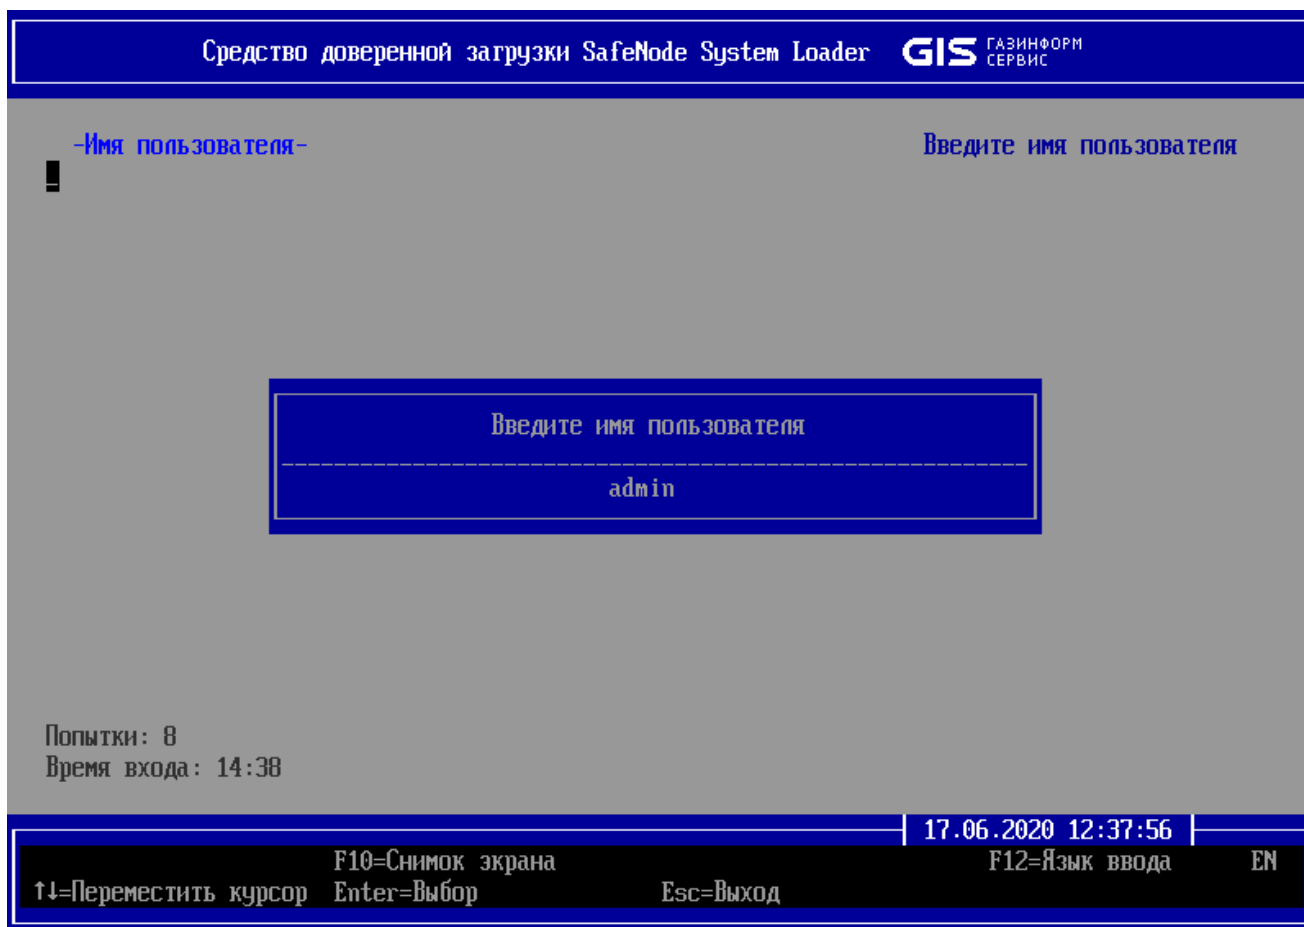 Средство доверенной загрузки SafeNode System Loader GIS ГАЗИНФОРМ СЕРВИС
-Имя пользователя- Введите имя пользователя
Введите имя пользователя
admin
Попытки: 8
Время входа: 14:38
17.06.2020 12:37:56
F10=Снимок экрана F12=Язык ввода EN
↑↓=Переместить курсор Enter=Выбор Esc=Выход